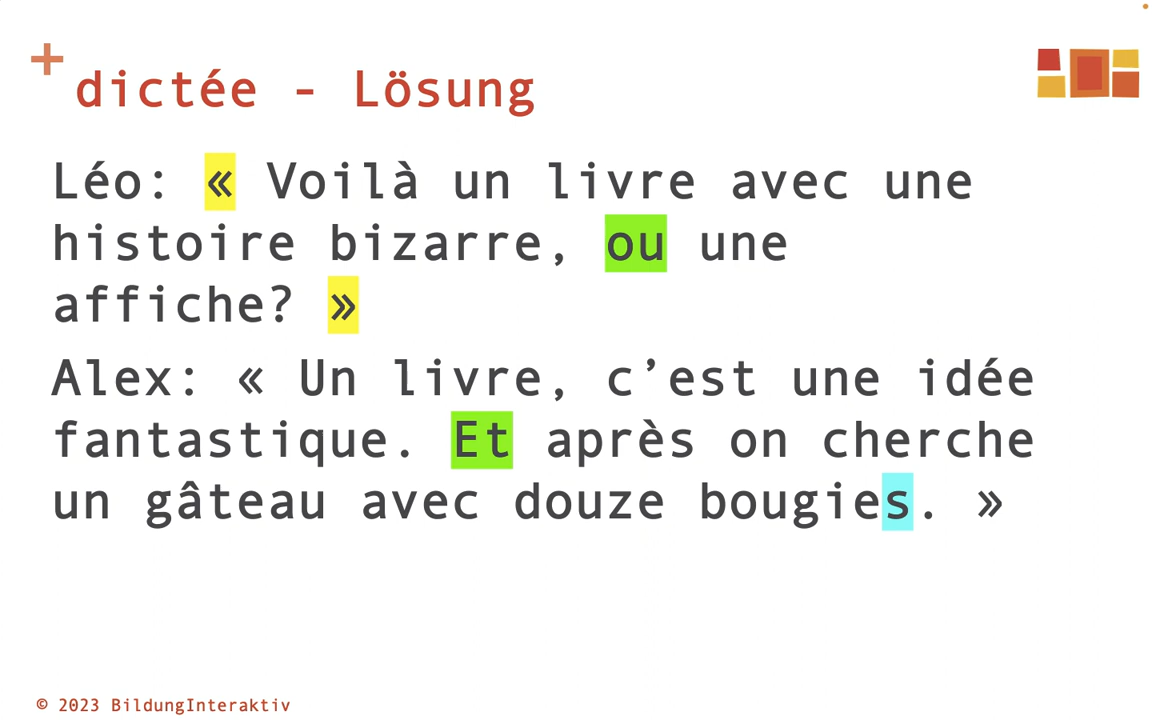 dictée - Lösung
Léo: « Voilà un livre avec une
histoire bizarre, ou une
affiche? »
Alex: « Un livre, c’est une idée
fantastique. Et après on cherche
un gâteau avec douze bougies. »
© 2023 BildungInteraktiv